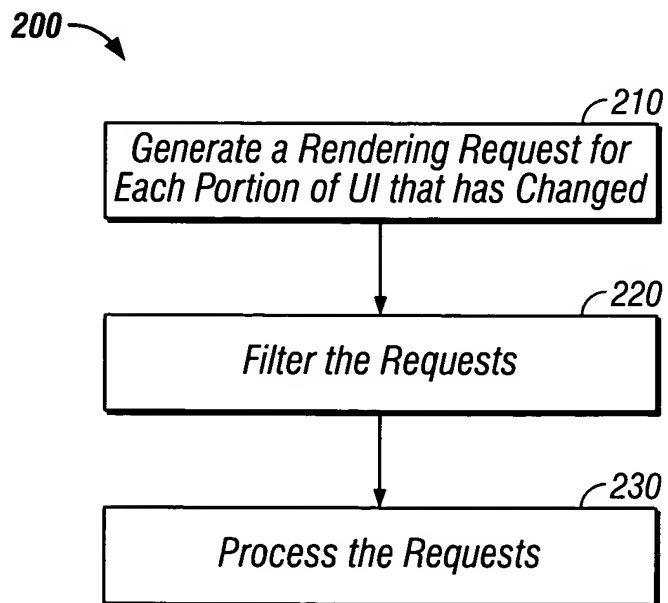 200
210
Generate a Rendering Request for
Each Portion of UI that has Changed
220
Filter the Requests
230
Process the Requests